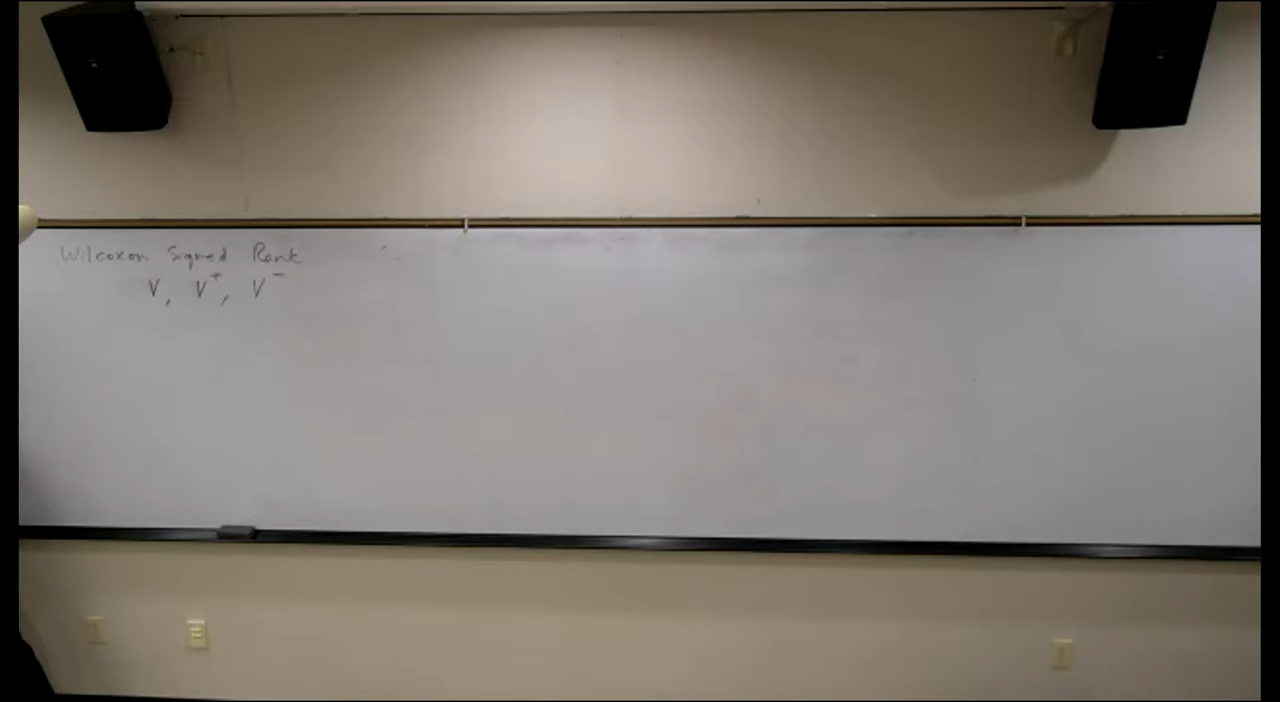 Wilcoxon Signed Rank
V, V⁺, V⁻